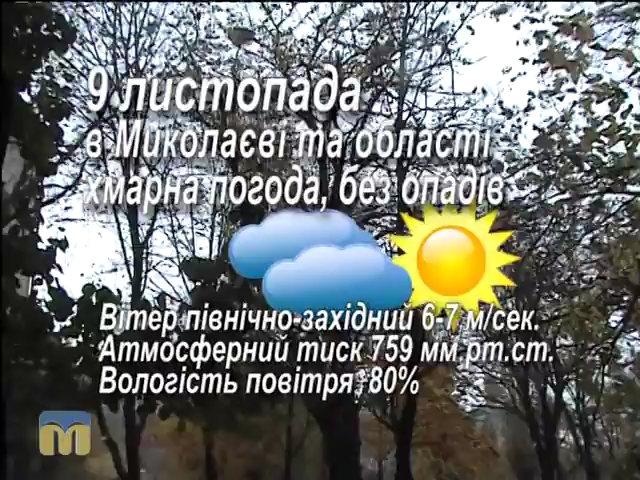 9 листопада
в Миколаєві та області
хмарна погода, без опадів
Вітер північно-західний 6-7 м/сек.
Атмосферний тиск 759 мм рт.ст.
Вологість повітря 80%
М